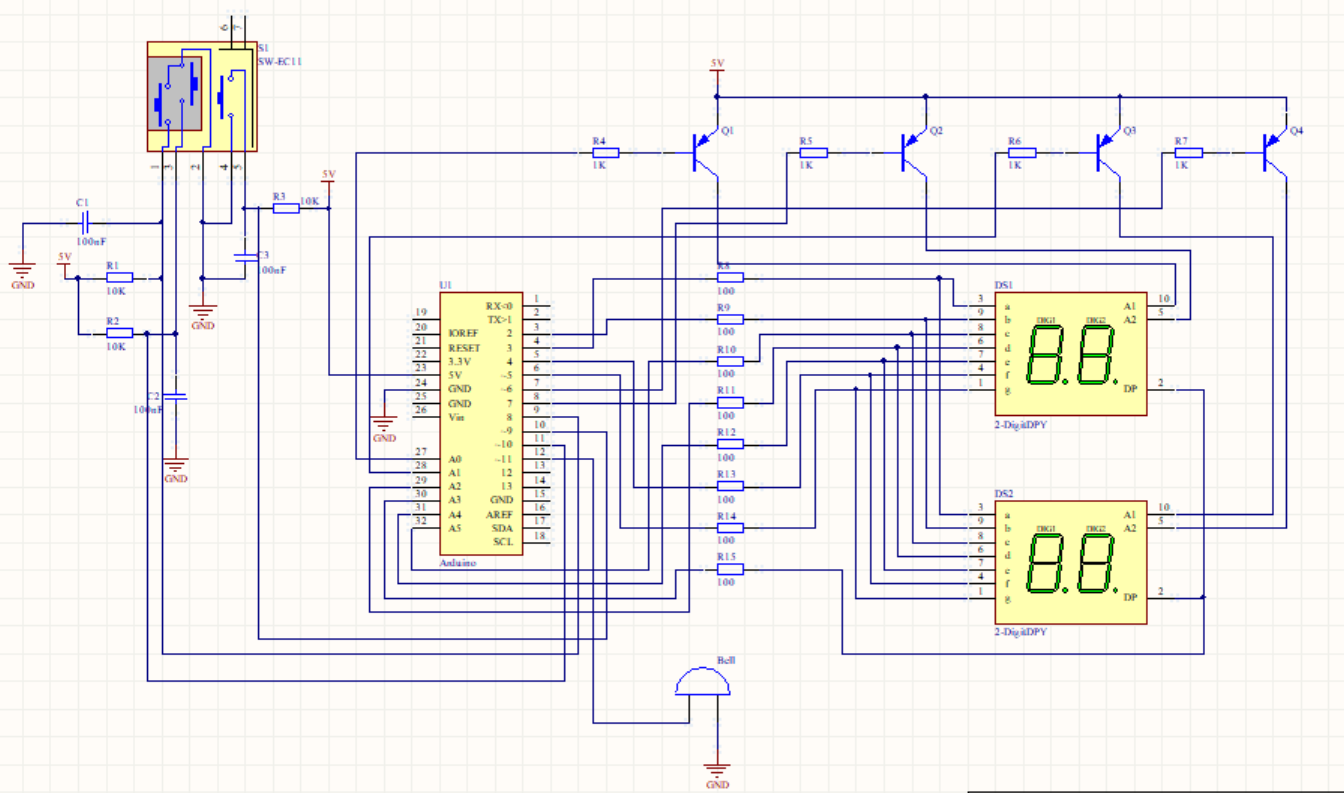 6
7
S1
SW-EC11
1
3
2
4
5
C1
100nF
GND
5V
R1
10K
R2
10K
R3
10K
5V
C3
100nF
GND
C2
100nF
GND
5V
Q1
Q2
Q3
Q4
R4
1K
R5
1K
R6
1K
R7
1K
U1
19
20 IOREF
21 RESET
22 3.3V
23 5V
24 GND
25 GND
26 Vin
27 A0
28 A1
29 A2
30 A3
31 A4
32 A5
RX<0 1
TX>1 2
2 3
3 4
4 5
~5 6
~6 7
7 8
8 9
~9 10
~10 11
~11 12
12 13
13 14
GND 15
AREF 16
SDA 17
SCL 18
Arduino
GND
R8
100
R9
100
R10
100
R11
100
R12
100
R13
100
R14
100
R15
100
DS1
3 a
9 b
8 c
6 d
7 e
4 f
1 g
DIG1 DIG2
A1 10
A2 5
DP 2
2-DigitDPY
DS2
3 a
9 b
8 c
6 d
7 e
4 f
1 g
DIG1 DIG2
A1 10
A2 5
DP 2
2-DigitDPY
Bell
GND